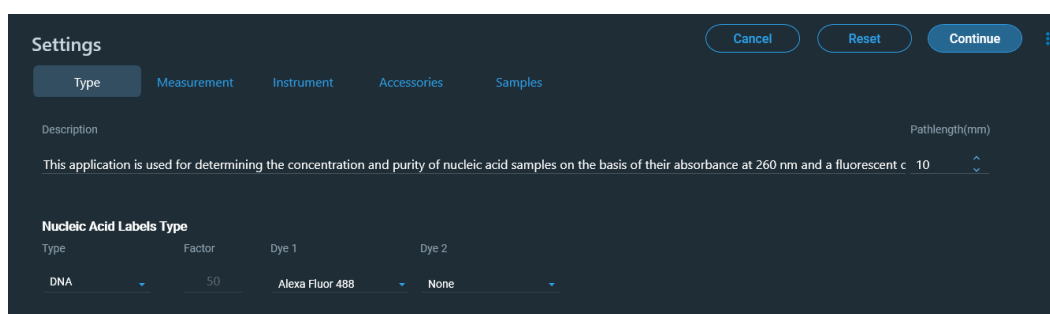 Settings
Cancel
Reset
Continue
Type
Measurement
Instrument
Accessories
Samples
Description
Pathlength(mm)
This application is used for determining the concentration and purity of nucleic acid samples on the basis of their absorbance at 260 nm and a fluorescent c
10
Nucleic Acid Labels Type
Type
Factor
Dye 1
Dye 2
DNA
50
Alexa Fluor 488
None